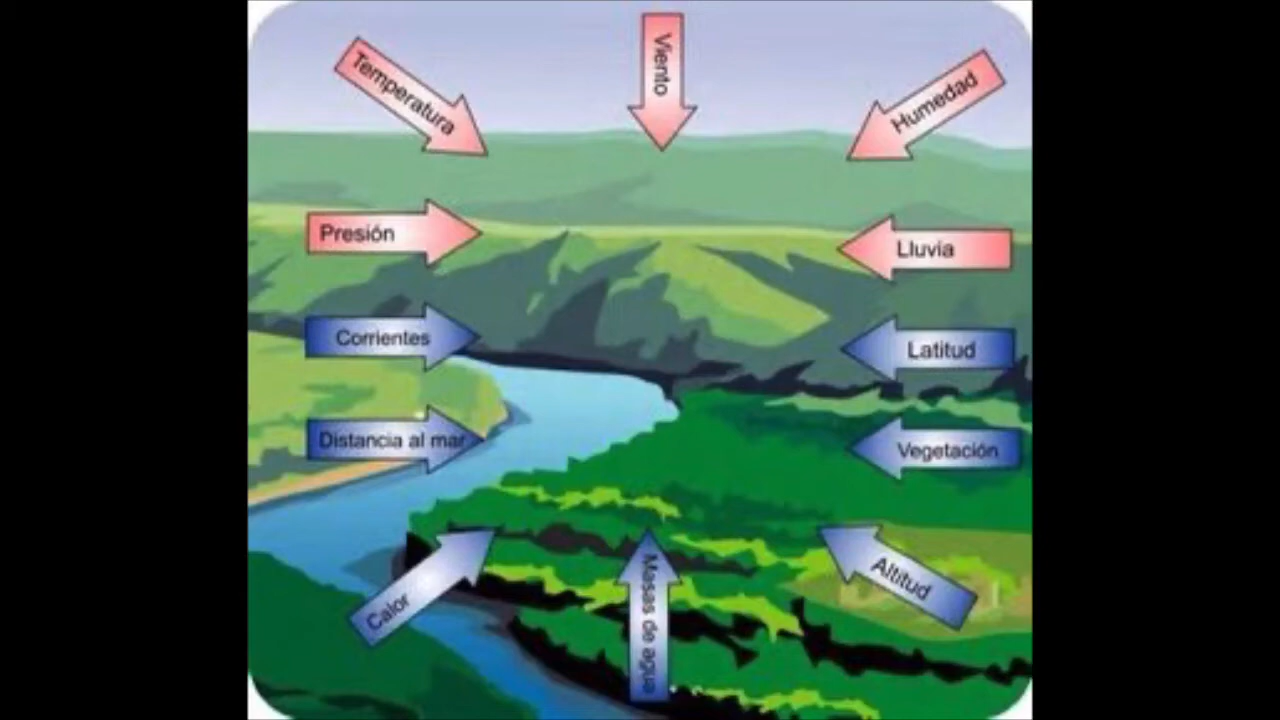 Viento
Temperatura
Humedad
Presión
Lluvia
Corrientes
Latitud
Distancia al mar
Vegetación
Calor
Masas de agua
Altitud